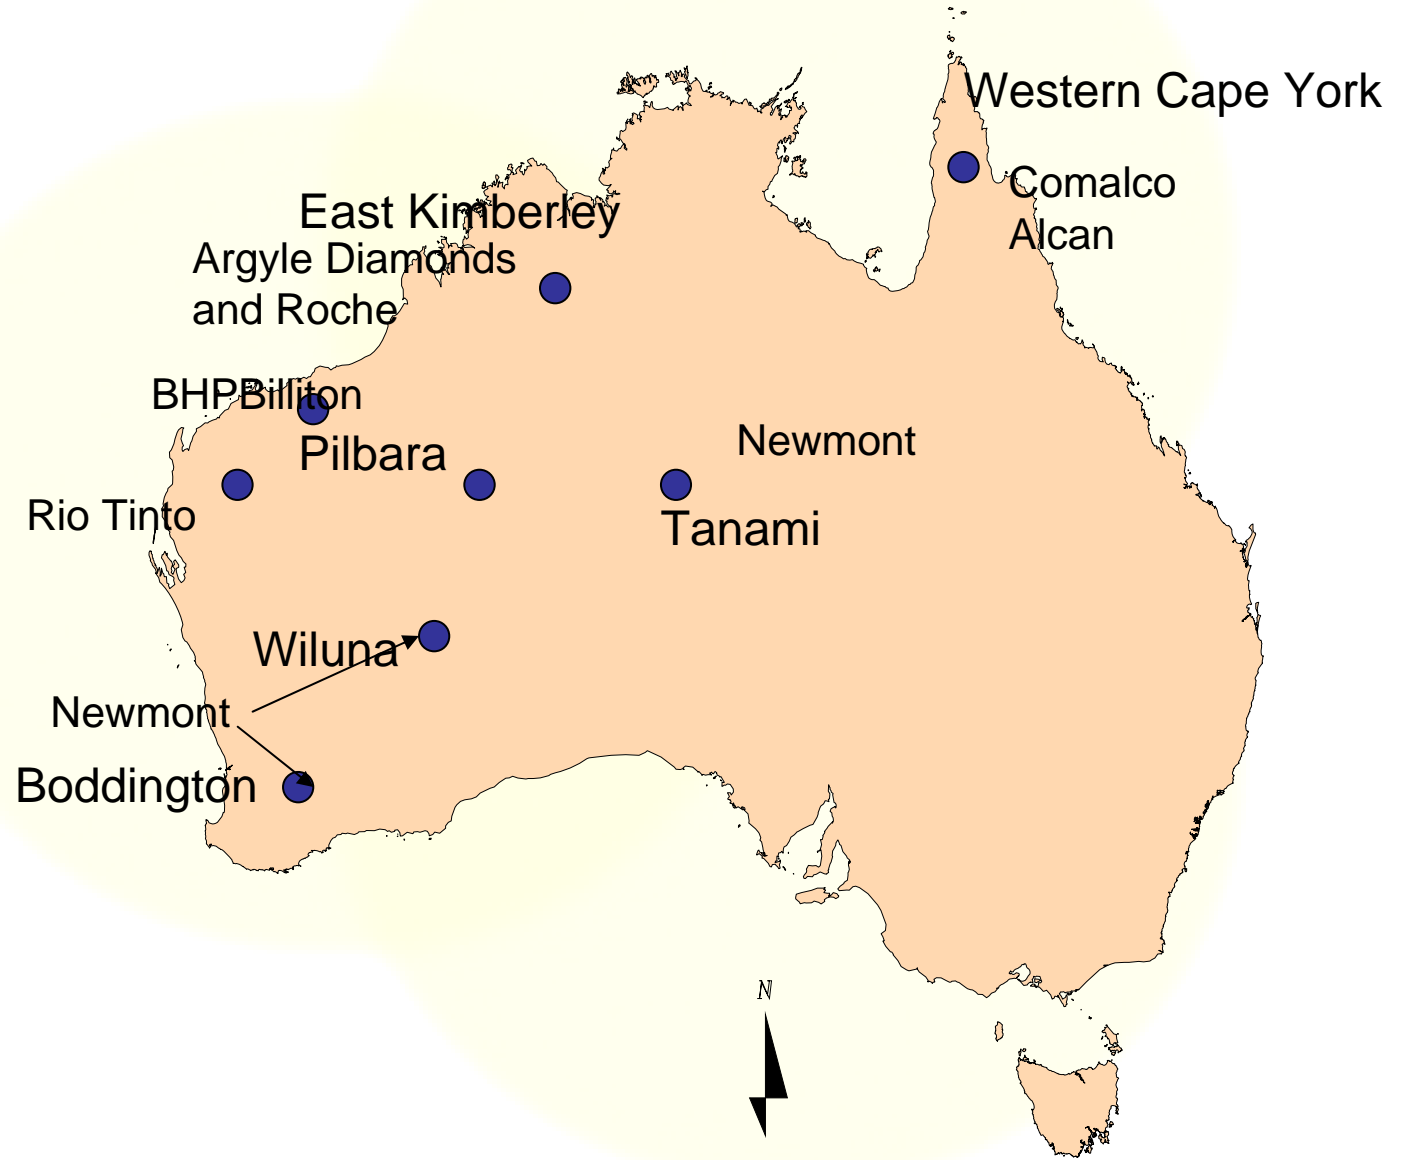 Western Cape York
Comalco
Alcan
East Kimberley
Argyle Diamonds
and Roche
BHPBilliton
Pilbara
Newmont
Rio Tinto
Tanami
Wiluna
Newmont
Boddington
N